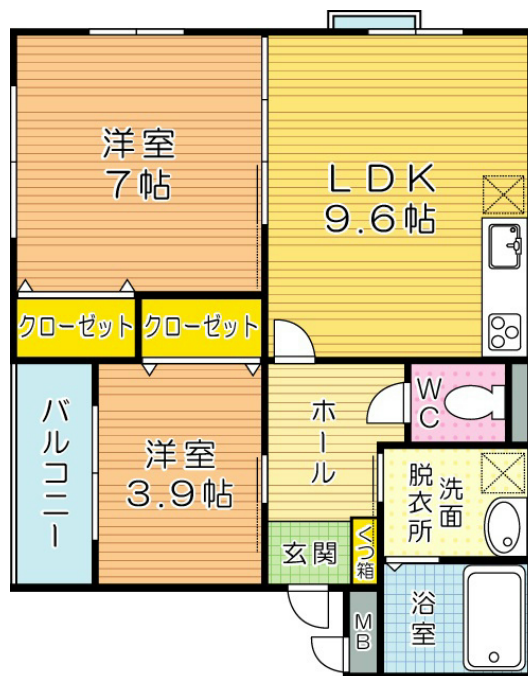 洋室
7帖
LDK
9.6帖
クローゼット
クローゼット
バルコニー
洋室
3.9帖
ホール
WC
洗面
脱衣所
玄関
くつ箱
MB
浴室